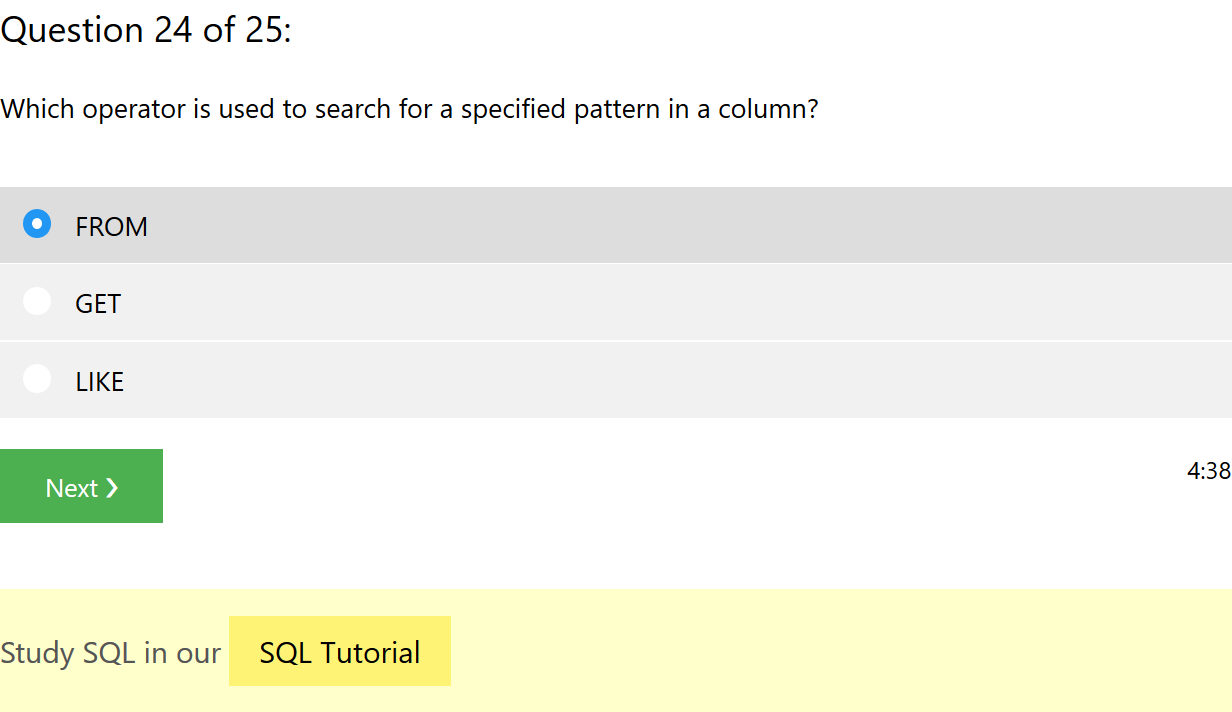 Question 24 of 25:
Which operator is used to search for a specified pattern in a column?
FROM
GET
LIKE
Next ❯
4:38
Study SQL in our SQL Tutorial